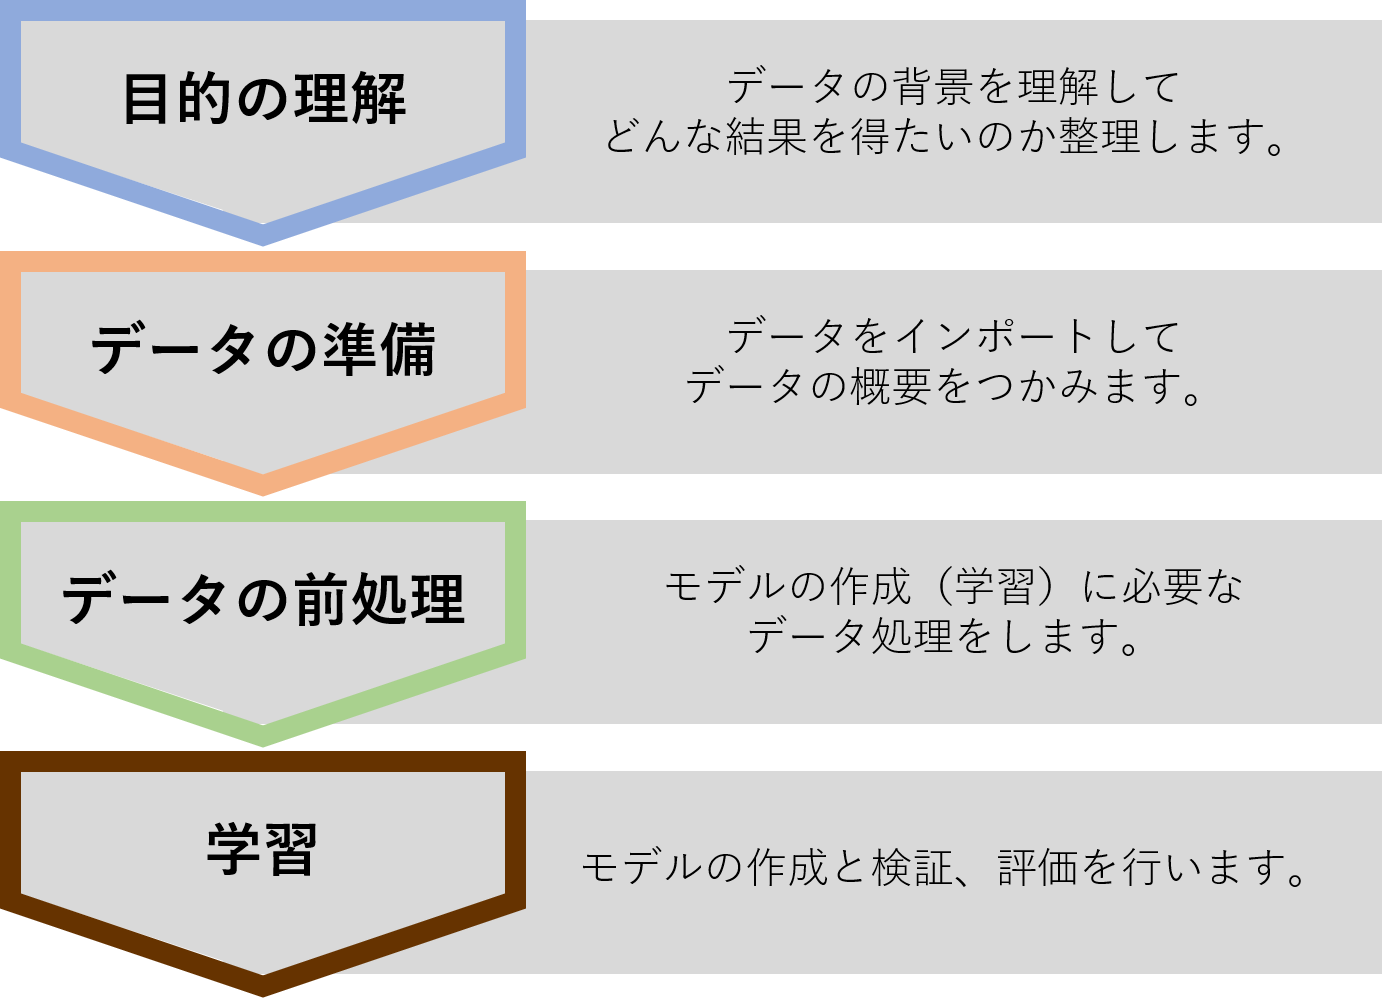 目的の理解
データの背景を理解して
どんな結果を得たいのか整理します。
データの準備
データをインポートして
データの概要をつかみます。
データの前処理
モデルの作成（学習）に必要な
データ処理をします。
学習
モデルの作成と検証、評価を行います。